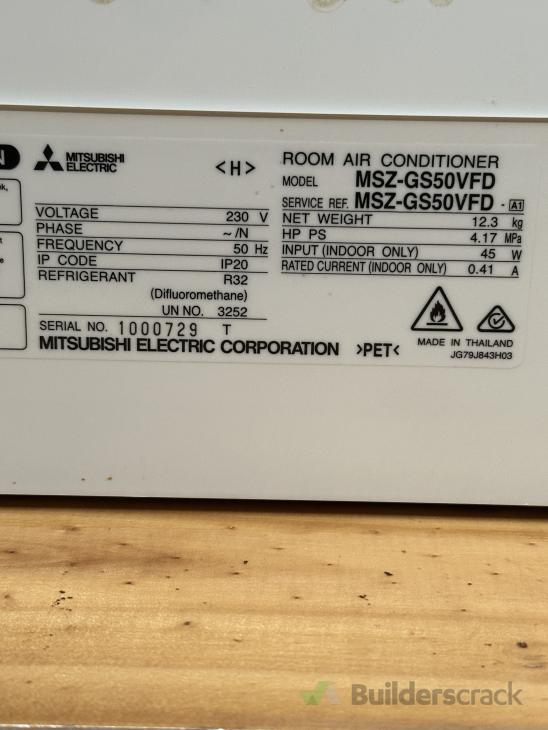 N
MITSUBISHI
ELECTRIC
<H>
VOLTAGE 230 V
PHASE ~/N
FREQUENCY 50 Hz
IP CODE IP20
REFRIGERANT R32
(Difluoromethane)
UN NO. 3252
SERIAL NO. 1000729 T
MITSUBISHI ELECTRIC CORPORATION >PET<
ROOM AIR CONDITIONER
MODEL MSZ-GS50VFD
SERVICE REF. MSZ-GS50VFD - A1
NET WEIGHT 12.3 kg
HP PS 4.17 MPa
INPUT (INDOOR ONLY) 45 W
RATED CURRENT (INDOOR ONLY) 0.41 A
MADE IN THAILAND
JG79J843H03
Builderscrack